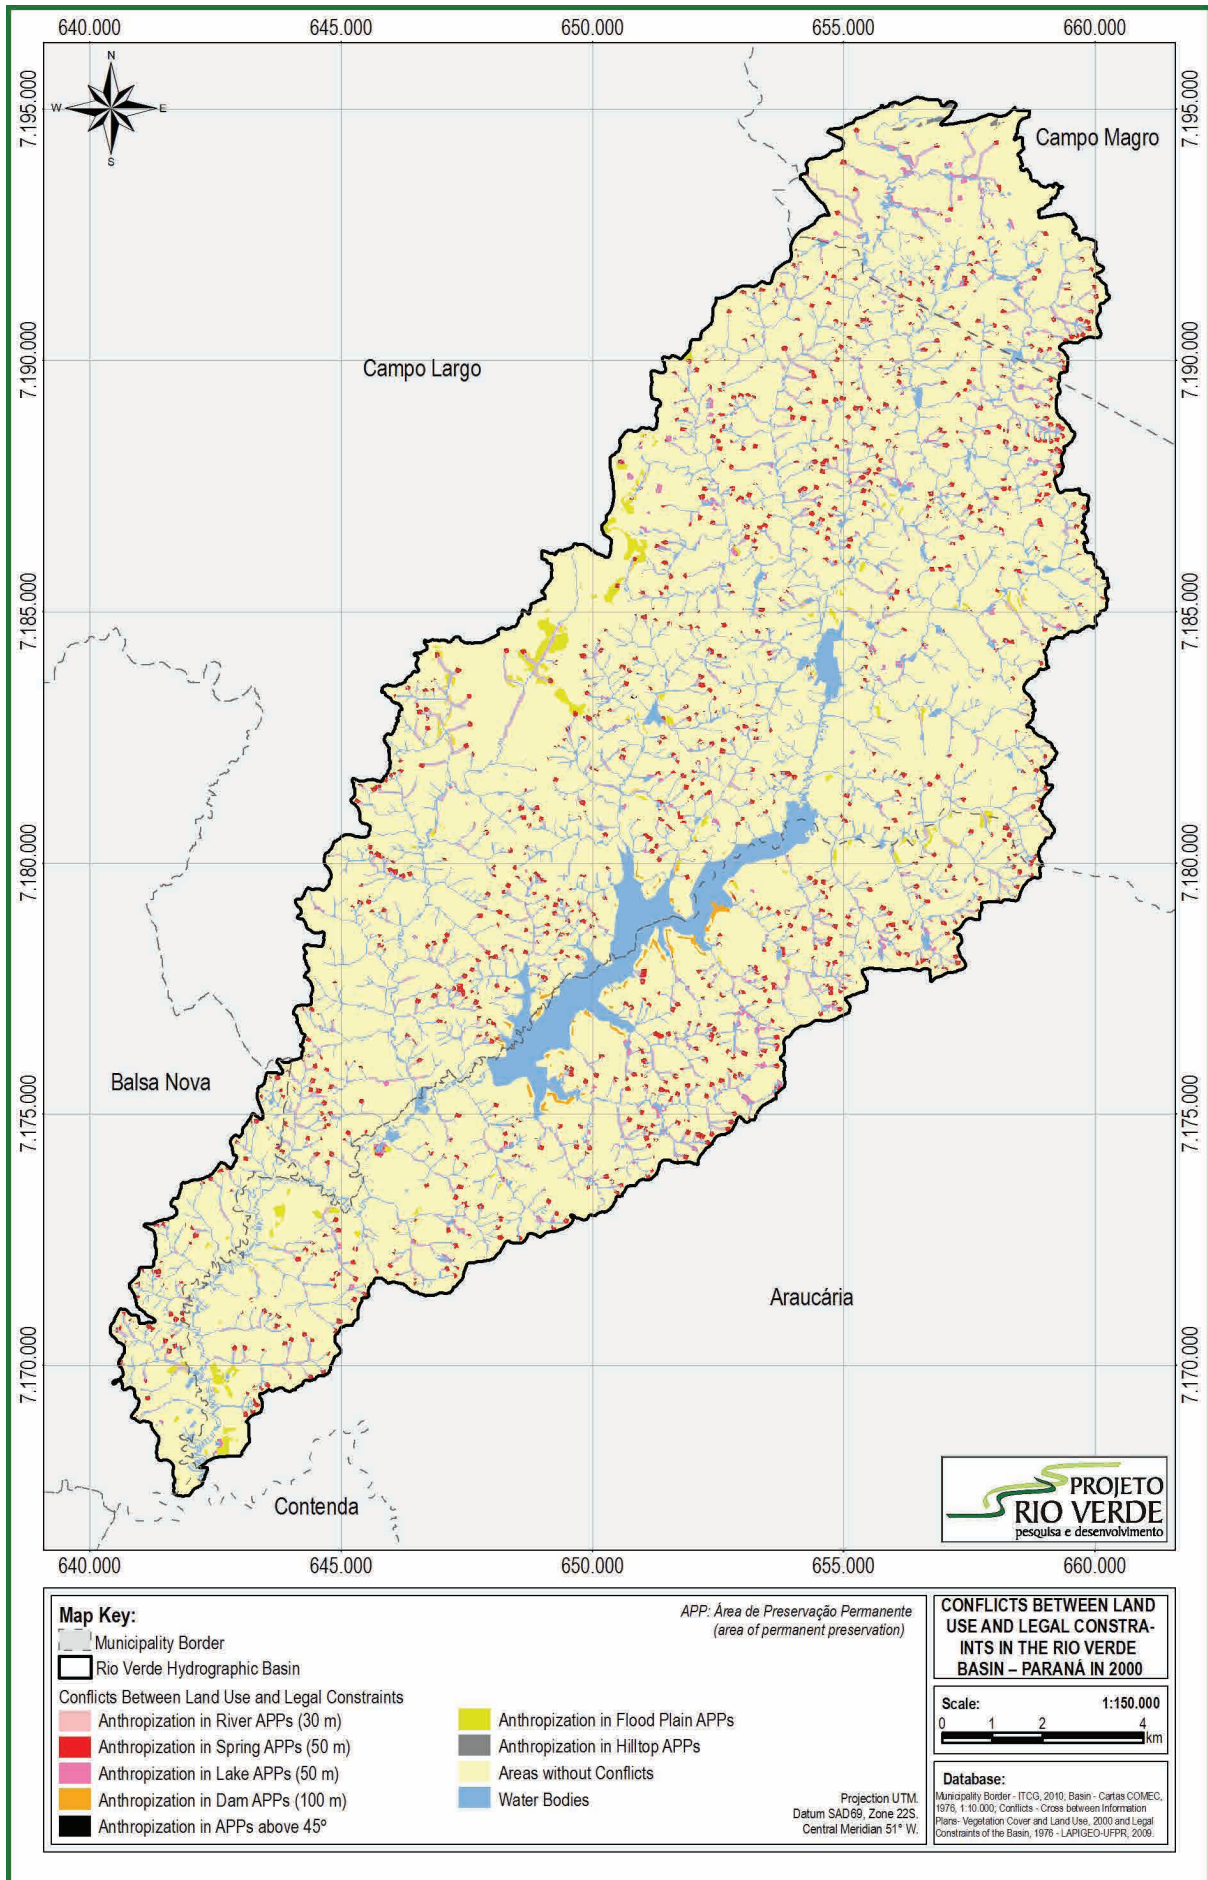 640.000 645.000 650.000 655.000 660.000
N
W E
S
7.195.000 7.195.000
Campo Magro
7.190.000 7.190.000
Campo Largo
7.185.000 7.185.000
7.180.000 7.180.000
Balsa Nova
7.175.000 7.175.000
Araucária
7.170.000 7.170.000
Contenda
PROJETO
RIO VERDE
pesquisa e desenvolvimento
640.000 645.000 650.000 655.000 660.000
Map Key:
Municipality Border
Rio Verde Hydrographic Basin
APP: Área de Preservação Permanente
(area of permanent preservation)
Conflicts Between Land Use and Legal Constraints
Anthropization in River APPs (30 m)
Anthropization in Spring APPs (50 m)
Anthropization in Lake APPs (50 m)
Anthropization in Dam APPs (100 m)
Anthropization in APPs above 45º
Anthropization in Flood Plain APPs
Anthropization in Hilltop APPs
Areas without Conflicts
Water Bodies
Projection UTM.
Datum SAD69, Zone 22S.
Central Meridian 51° W.
CONFLICTS BETWEEN LAND
USE AND LEGAL CONSTRA-
INTS IN THE RIO VERDE
BASIN – PARANÁ IN 2000
Scale: 1:150.000
0 1 2 4
km
Database:
Municipality Border - ITCG, 2010; Basin - Cartas COMEC,
1976, 1:10.000; Conflicts - Cross between Information
Plans- Vegetation Cover and Land Use, 2000 and Legal
Constraints of the Basin, 1976 - LAPIGEO-UFPR, 2009.